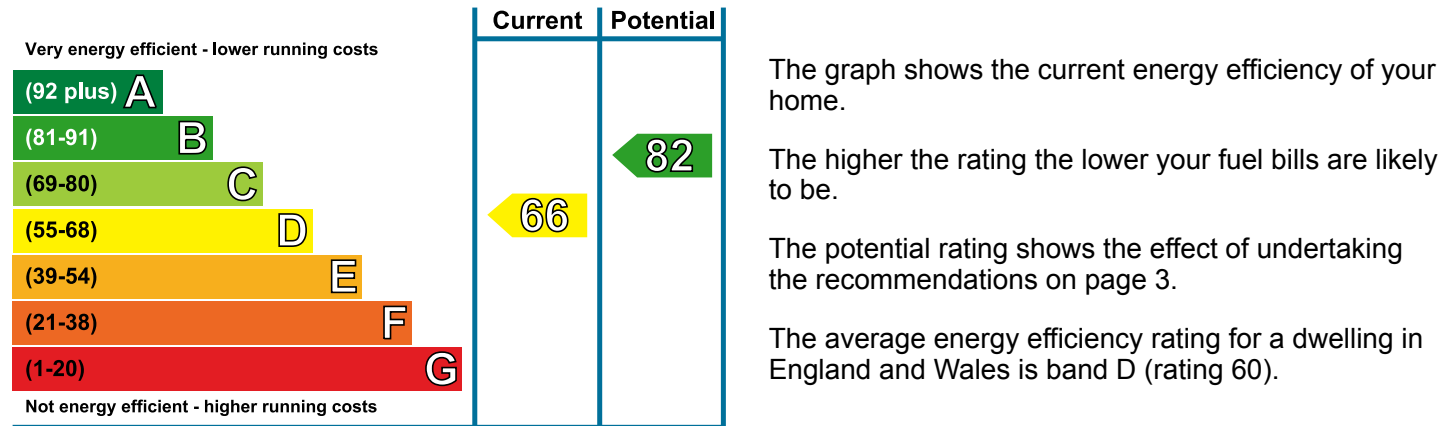 Current Potential
Very energy efficient - lower running costs
(92 plus) A
(81-91) B
(69-80) C
(55-68) D
(39-54) E
(21-38) F
(1-20) G
Not energy efficient - higher running costs
82
66
The graph shows the current energy efficiency of your
home.
The higher the rating the lower your fuel bills are likely
to be.
The potential rating shows the effect of undertaking
the recommendations on page 3.
The average energy efficiency rating for a dwelling in
England and Wales is band D (rating 60).